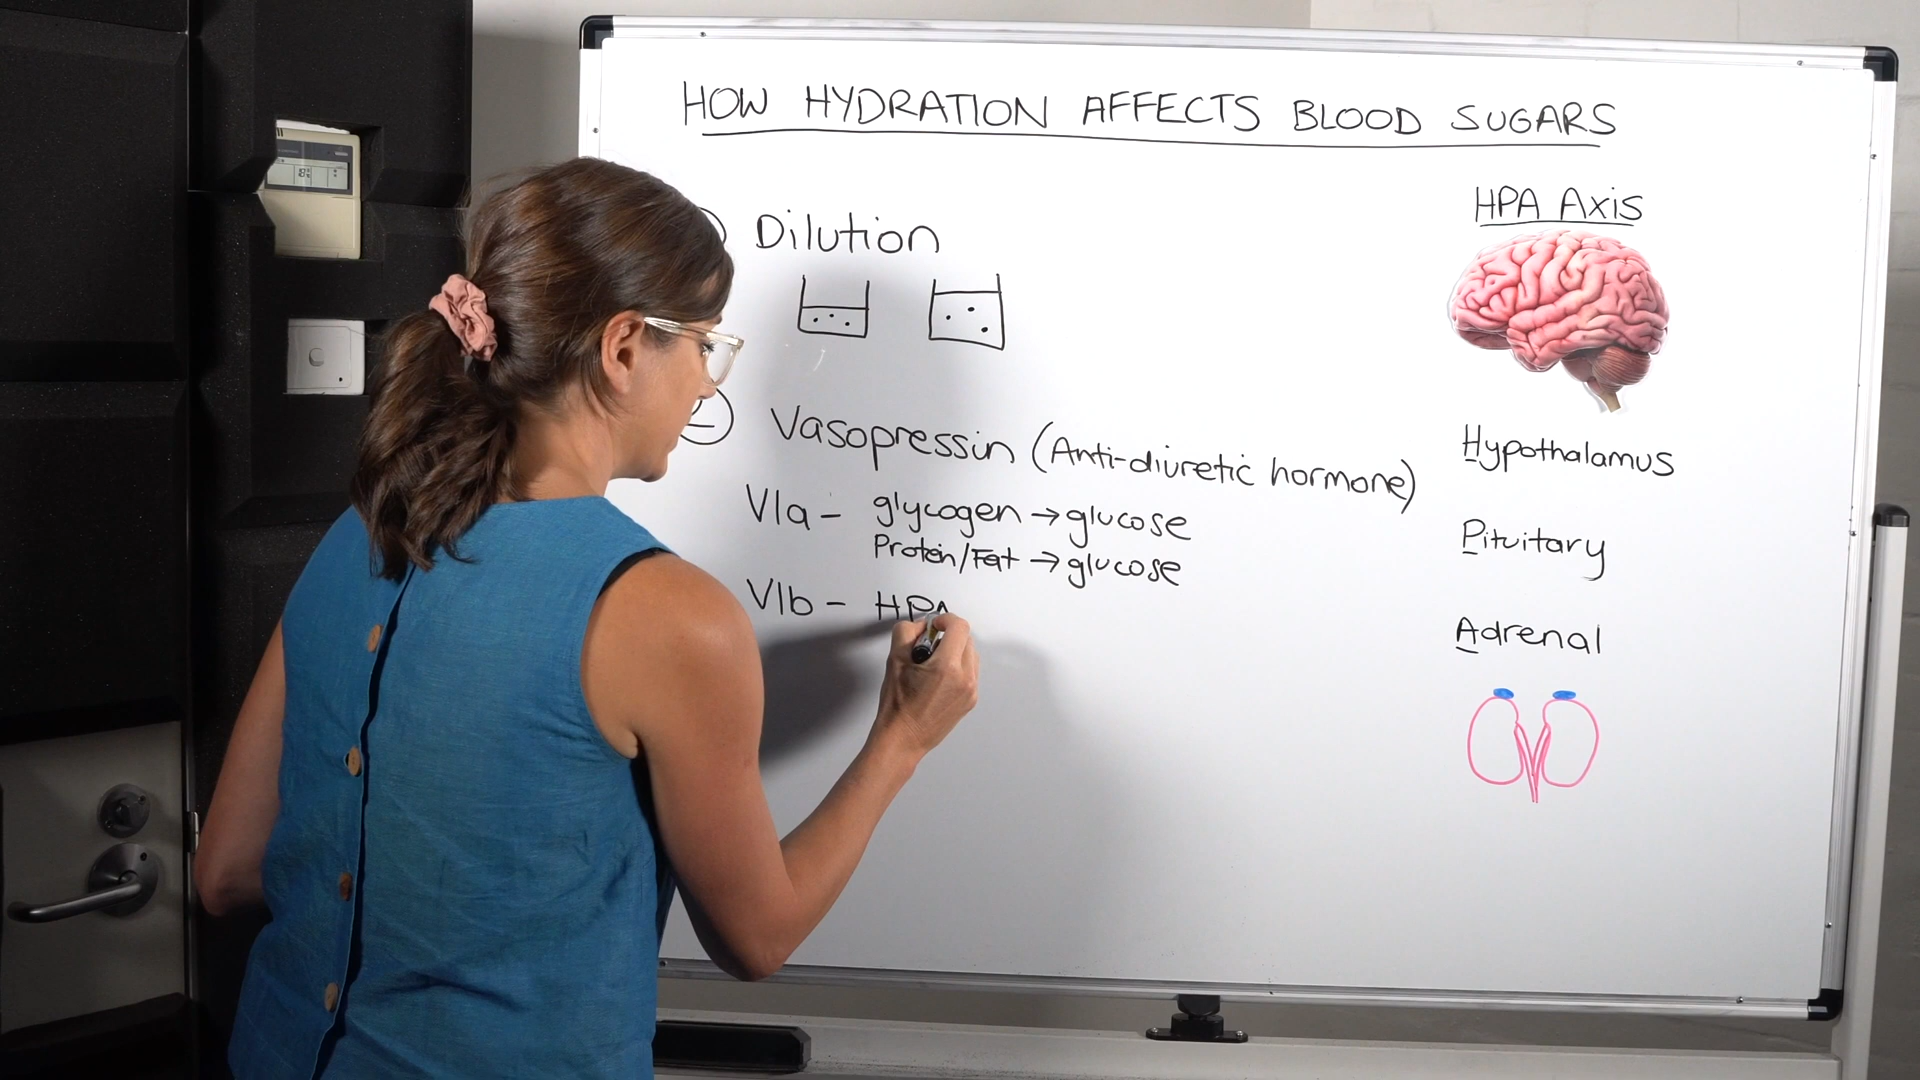 HOW HYDRATION AFFECTS BLOOD SUGARS
Dilution
2 Vasopressin (Anti-diuretic hormone)
V1a - glycogen → glucose
Protein/Fat → glucose
V1b - HPA
HPA AXIS
Hypothalamus
Pituitary
Adrenal